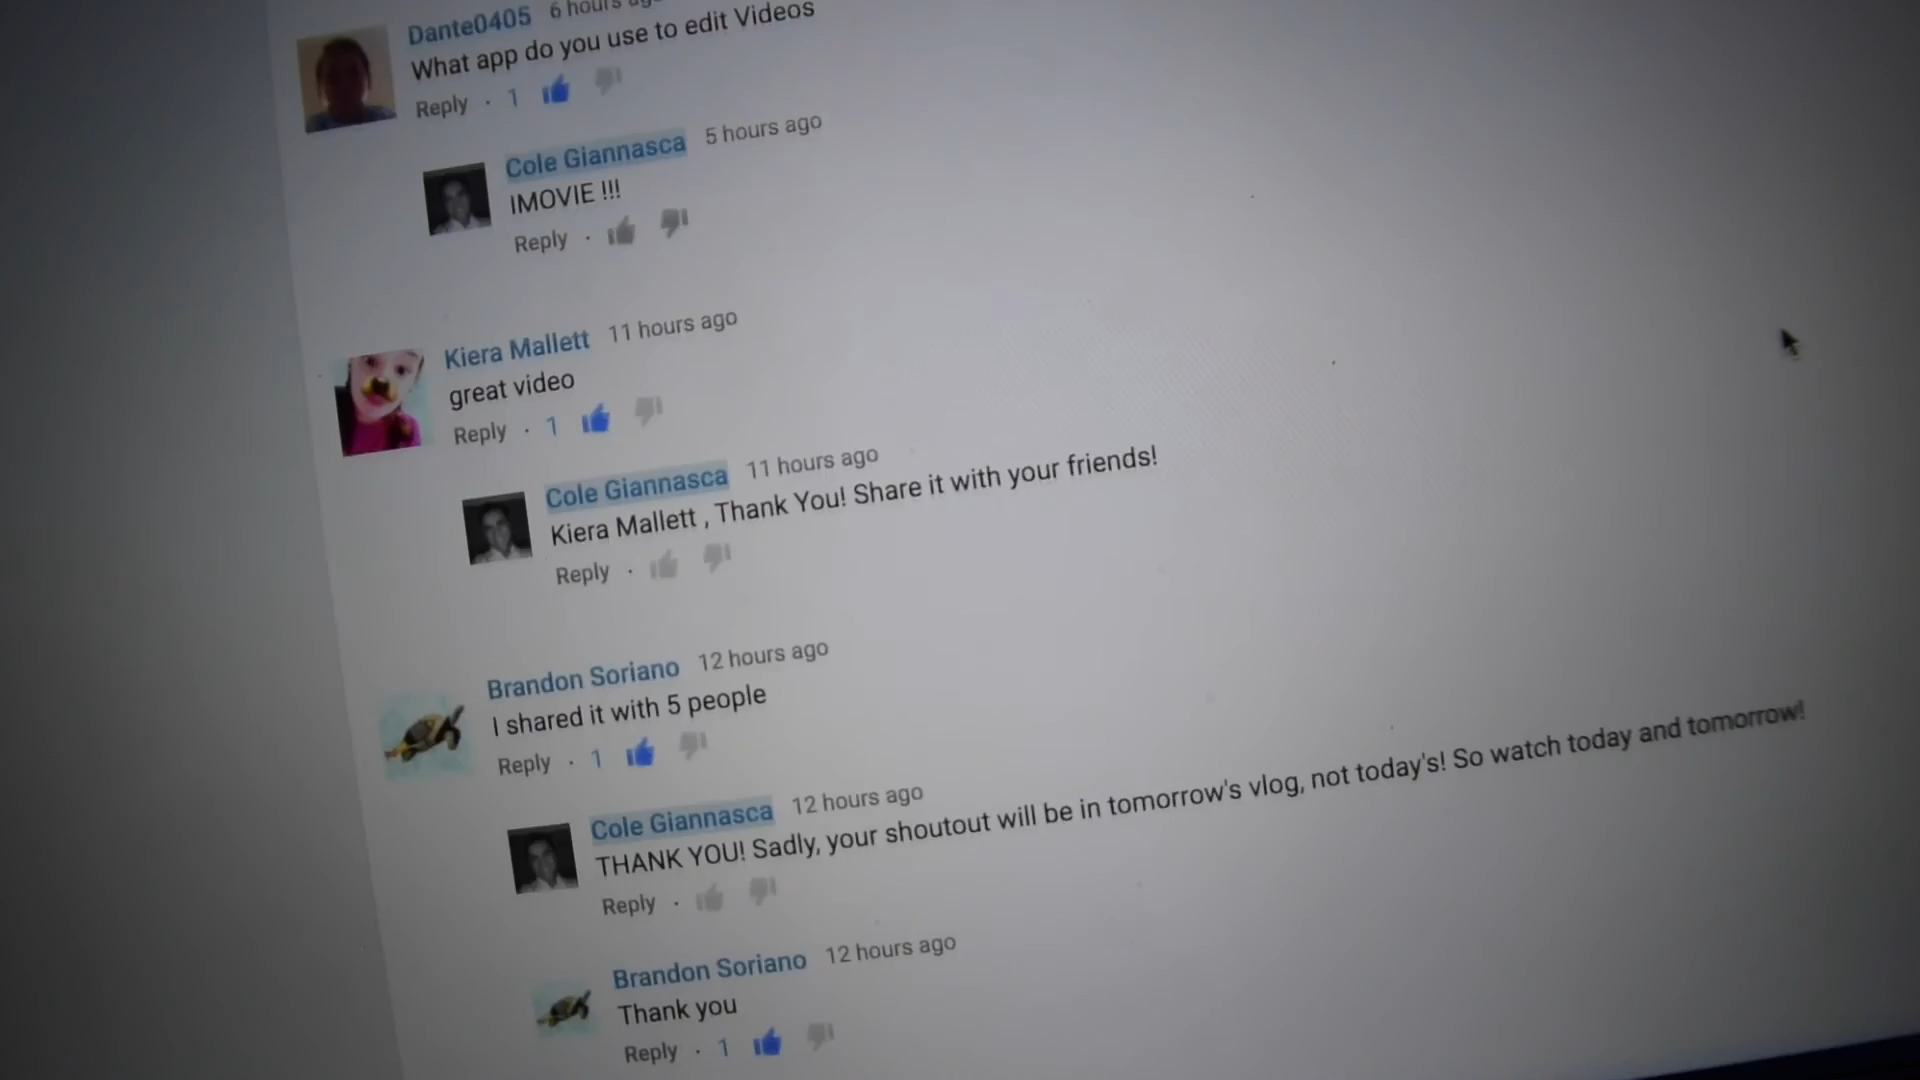 Dante0405 6 hours ago
What app do you use to edit Videos
Reply · 1
Cole Giannasca 5 hours ago
IMOVIE !!!
Reply ·
Kiera Mallett 11 hours ago
great video
Reply · 1
Cole Giannasca 11 hours ago
Kiera Mallett , Thank You! Share it with your friends!
Reply ·
Brandon Soriano 12 hours ago
I shared it with 5 people
Reply · 1
Cole Giannasca 12 hours ago
THANK YOU! Sadly, your shoutout will be in tomorrow's vlog, not today's! So watch today and tomorrow!
Reply ·
Brandon Soriano 12 hours ago
Thank you
Reply · 1